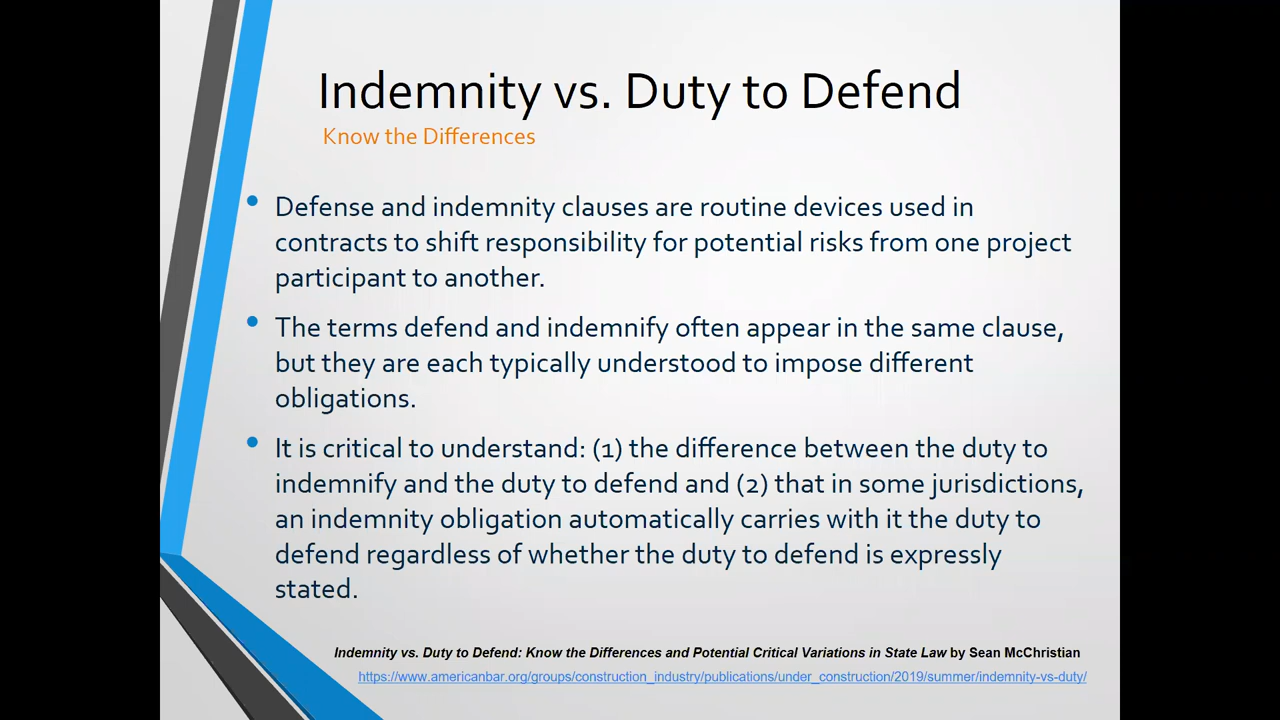 Indemnity vs. Duty to Defend
Know the Differences
• Defense and indemnity clauses are routine devices used in
contracts to shift responsibility for potential risks from one project
participant to another.
• The terms defend and indemnify often appear in the same clause,
but they are each typically understood to impose different
obligations.
• It is critical to understand: (1) the difference between the duty to
indemnify and the duty to defend and (2) that in some jurisdictions,
an indemnity obligation automatically carries with it the duty to
defend regardless of whether the duty to defend is expressly
stated.
Indemnity vs. Duty to Defend: Know the Differences and Potential Critical Variations in State Law by Sean McChristian
https://www.americanbar.org/groups/construction_industry/publications/under_construction/2019/summer/indemnity-vs-duty/